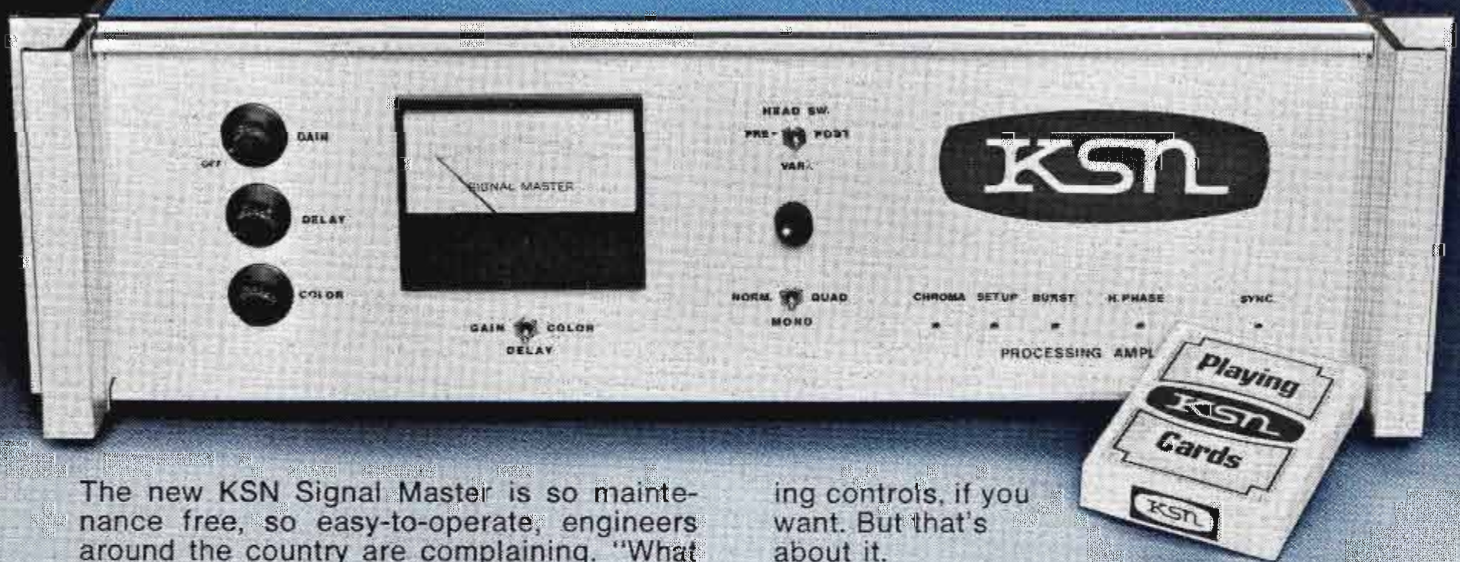 HEAD SW.
GAIN
PRE- POST
OFF
VAR.
SIGNAL MASTER
KSN
DELAY
COLOR
NORM. QUAD
MONO
CHROMA SETUP BURST H. PHASE SYNC
GAIN COLOR
DELAY
PROCESSING AMPL
Playing
KSN
Cards
KSN
The new KSN Signal Master is so mainte-
nance free, so easy-to-operate, engineers
around the country are complaining. "What
ing controls, if you
want. But that's
about it.